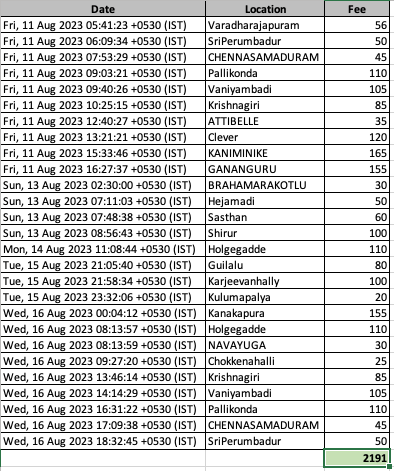 Date Location Fee
Fri, 11 Aug 2023 05:41:23 +0530 (IST) Varadharajapuram 56
Fri, 11 Aug 2023 06:09:34 +0530 (IST) SriPerumbadur 50
Fri, 11 Aug 2023 07:53:29 +0530 (IST) CHENNASAMADURAM 45
Fri, 11 Aug 2023 09:03:21 +0530 (IST) Pallikonda 110
Fri, 11 Aug 2023 09:40:26 +0530 (IST) Vaniyambadi 105
Fri, 11 Aug 2023 10:25:15 +0530 (IST) Krishnagiri 85
Fri, 11 Aug 2023 12:40:27 +0530 (IST) ATTIBELLE 35
Fri, 11 Aug 2023 13:21:21 +0530 (IST) Clever 120
Fri, 11 Aug 2023 15:33:46 +0530 (IST) KANIMINIKE 165
Fri, 11 Aug 2023 16:27:37 +0530 (IST) GANANGURU 155
Sun, 13 Aug 2023 02:30:00 +0530 (IST) BRAHAMARAKOTLU 30
Sun, 13 Aug 2023 07:11:03 +0530 (IST) Hejamadi 50
Sun, 13 Aug 2023 07:48:38 +0530 (IST) Sasthan 60
Sun, 13 Aug 2023 08:56:43 +0530 (IST) Shirur 100
Mon, 14 Aug 2023 11:08:44 +0530 (IST) Holgegadde 110
Tue, 15 Aug 2023 21:05:40 +0530 (IST) Guilalu 80
Tue, 15 Aug 2023 21:58:34 +0530 (IST) Karjeevanhally 100
Tue, 15 Aug 2023 23:32:06 +0530 (IST) Kulumapalya 20
Wed, 16 Aug 2023 00:04:12 +0530 (IST) Kanakapura 155
Wed, 16 Aug 2023 08:13:57 +0530 (IST) Holgegadde 110
Wed, 16 Aug 2023 08:13:59 +0530 (IST) NAVAYUGA 30
Wed, 16 Aug 2023 09:27:20 +0530 (IST) Chokkenahalli 25
Wed, 16 Aug 2023 13:46:14 +0530 (IST) Krishnagiri 85
Wed, 16 Aug 2023 14:14:29 +0530 (IST) Vaniyambadi 105
Wed, 16 Aug 2023 16:31:22 +0530 (IST) Pallikonda 110
Wed, 16 Aug 2023 17:09:38 +0530 (IST) CHENNASAMADURAM 45
Wed, 16 Aug 2023 18:32:45 +0530 (IST) SriPerumbadur 50
2191